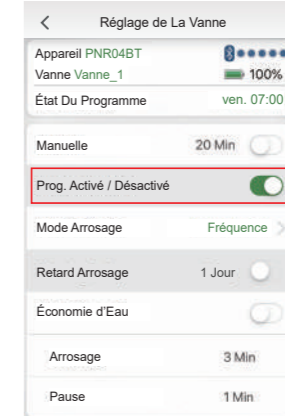 Réglage de La Vanne
Appareil PNR04BT
Vanne Vanne_1 100%
État Du Programme ven. 07:00
Manuelle 20 Min
Prog. Activé / Désactivé
Mode Arrosage Fréquence
Retard Arrosage 1 Jour
Économie d'Eau
Arrosage 3 Min
Pause 1 Min